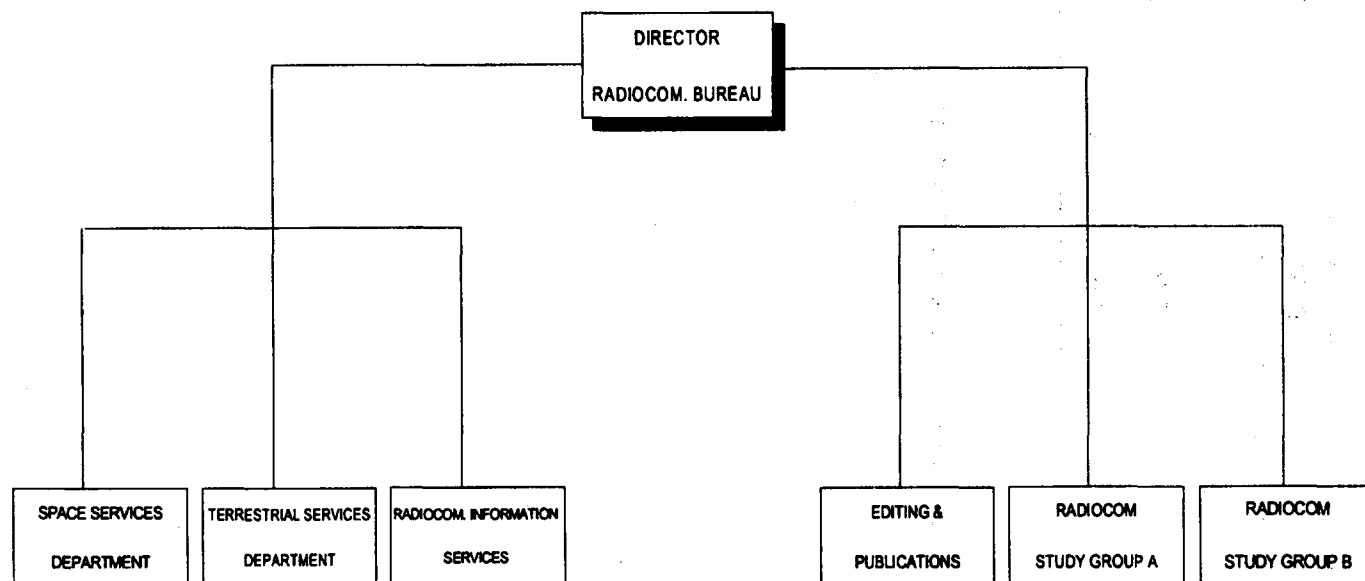 DIRECTOR
RADIOCOM. BUREAU
SPACE SERVICES
DEPARTMENT
TERRESTRIAL SERVICES
DEPARTMENT
RADIOCOM. INFORMATION
SERVICES
EDITING &
PUBLICATIONS
RADIOCOM
STUDY GROUP A
RADIOCOM
STUDY GROUP B